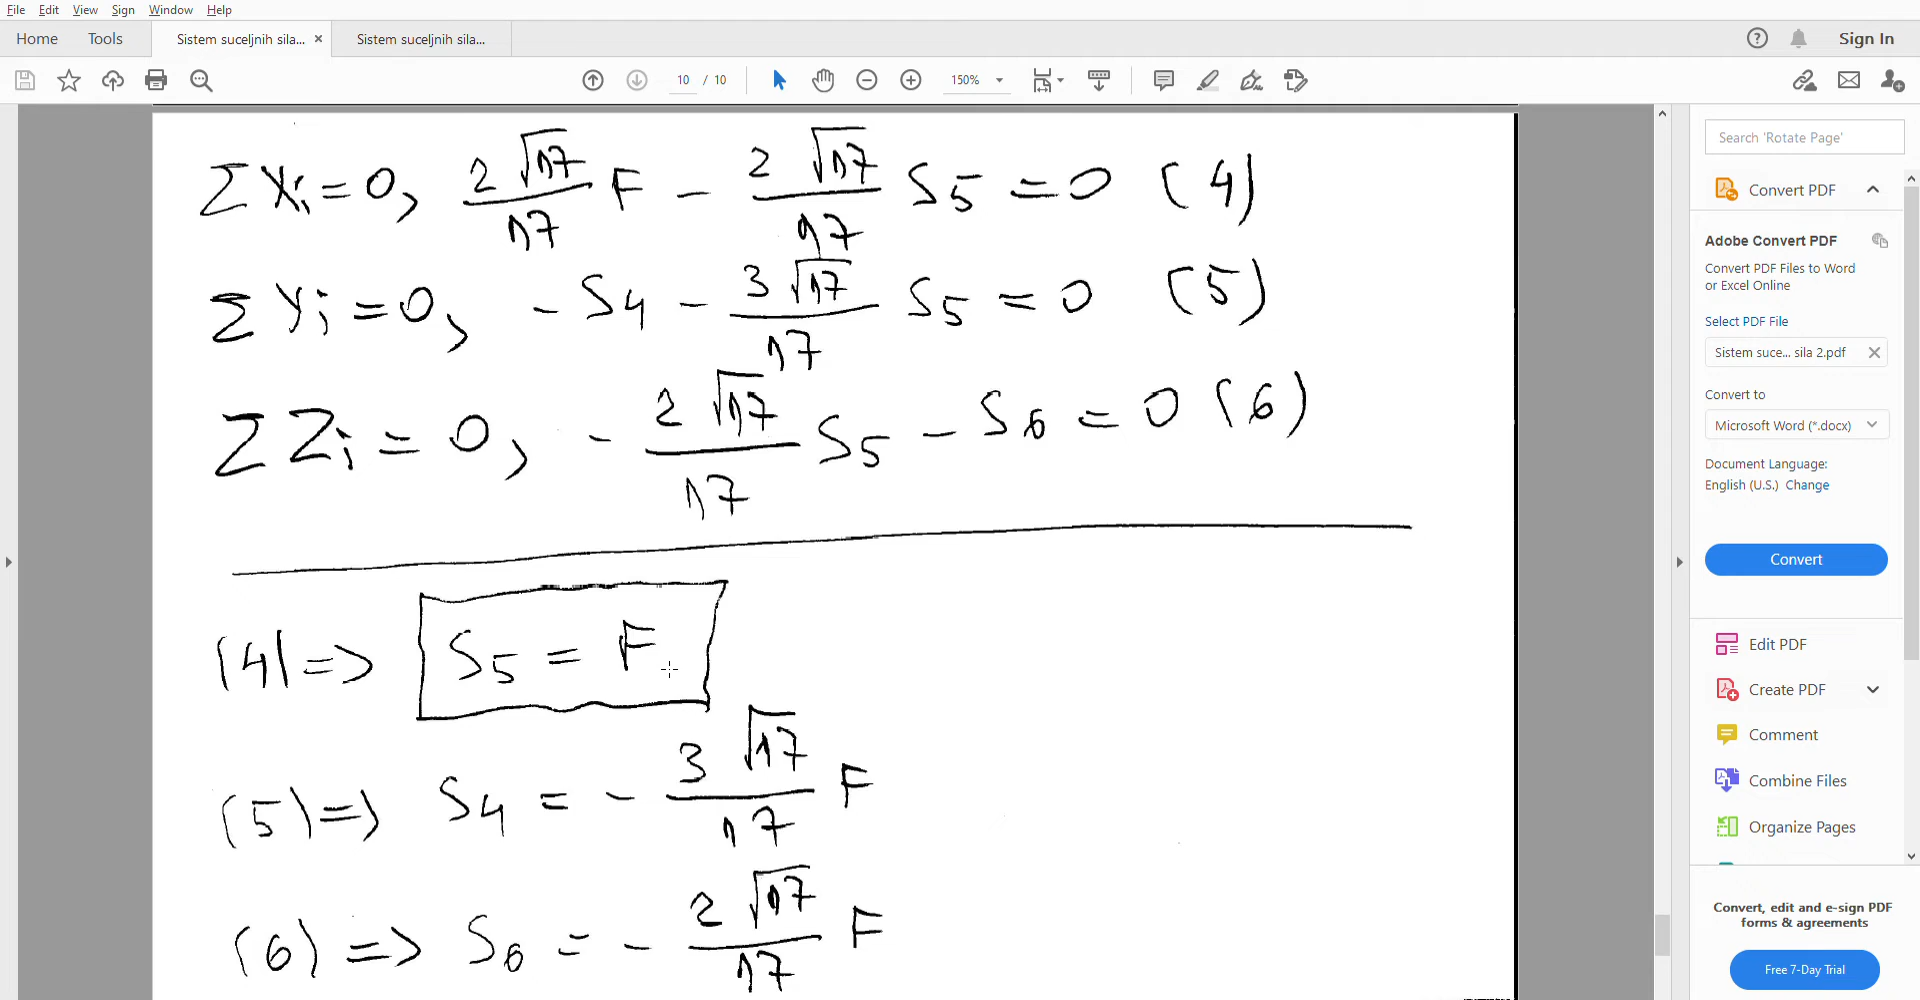 File Edit View Sign Window Help
Home Tools Sistem suceljnih sila... × Sistem suceljnih sila... Sign In
10 / 10 150%
ΣXi=0, 2√17/17 F - 2√17/17 S5 = 0 (4)
ΣYi=0, - S4 - 3√17/17 S5 = 0 (5)
ΣZi=0, - 2√17/17 S5 - S6 = 0 (6)
(4) => S5 = F
(5) => S4 = - 3√17/17 F
(6) => S6 = - 2√17/17 F
Search 'Rotate Page'
Convert PDF
Adobe Convert PDF
Convert PDF Files to Word
or Excel Online
Select PDF File
Sistem suce... sila 2.pdf
Convert to
Microsoft Word (*.docx)
Document Language:
English (U.S.) Change
Convert
Edit PDF
Create PDF
Comment
Combine Files
Organize Pages
Convert, edit and e-sign PDF
forms & agreements
Free 7-Day Trial